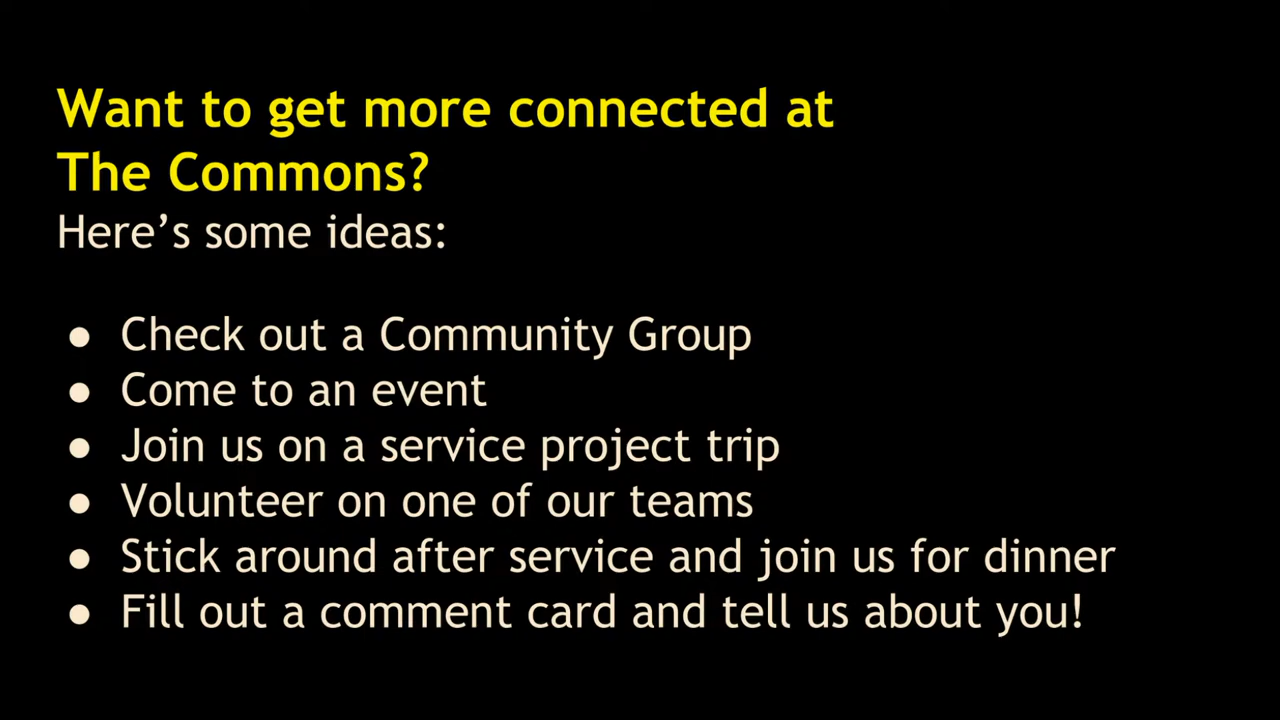 Want to get more connected at
The Commons?
Here’s some ideas:
● Check out a Community Group
● Come to an event
● Join us on a service project trip
● Volunteer on one of our teams
● Stick around after service and join us for dinner
● Fill out a comment card and tell us about you!